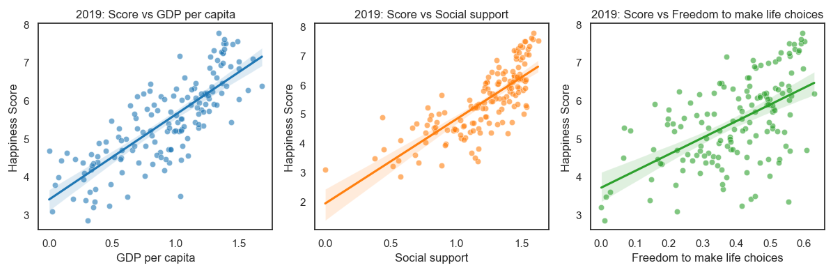 2019: Score vs GDP per capita
Happiness Score
8
7
6
5
4
3
0.0 0.5 1.0 1.5
GDP per capita
2019: Score vs Social support
Happiness Score
8
7
6
5
4
3
2
0.0 0.5 1.0 1.5
Social support
2019: Score vs Freedom to make life choices
Happiness Score
8
7
6
5
4
3
0.0 0.1 0.2 0.3 0.4 0.5 0.6
Freedom to make life choices